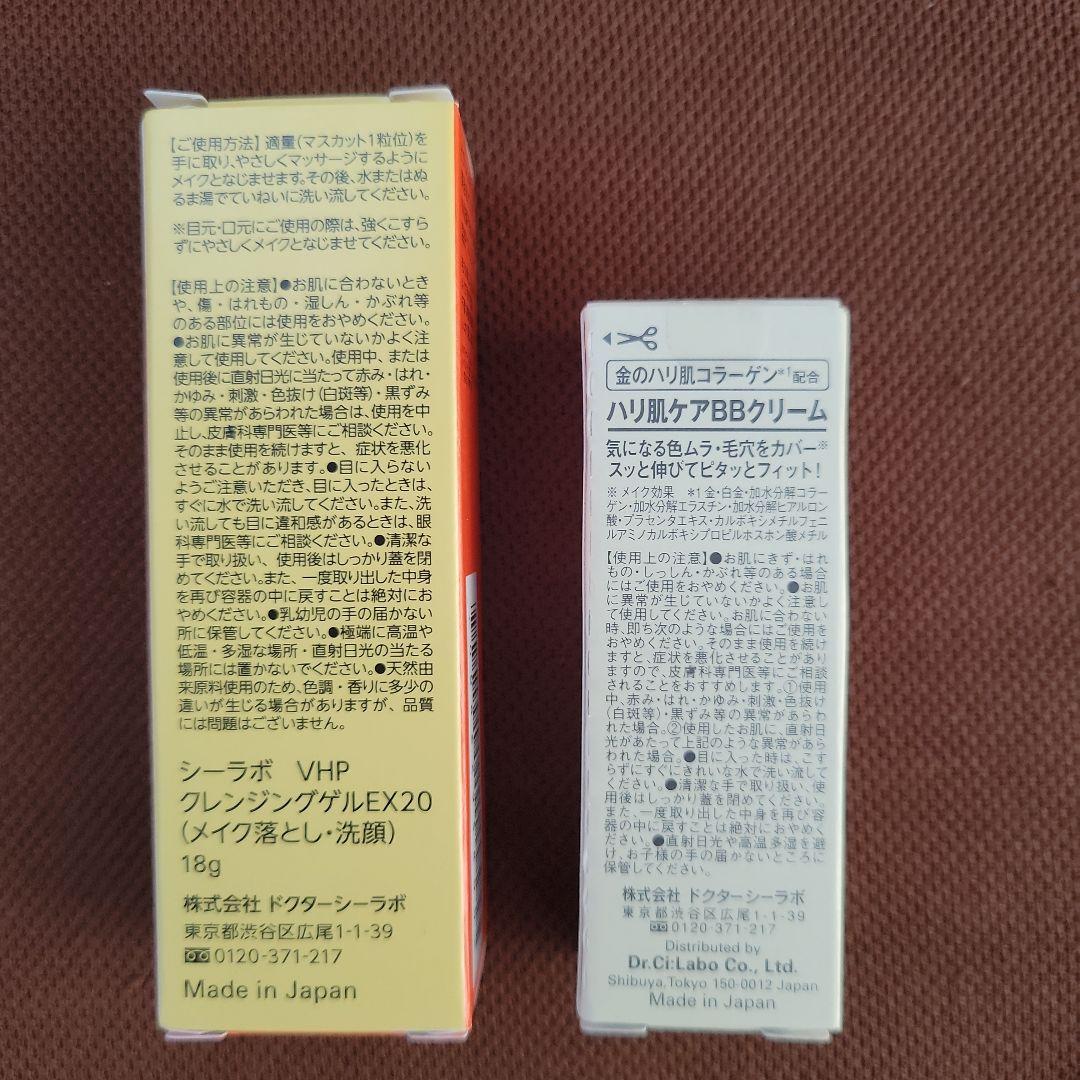 【ご使用方法】適量(マスカット1粒位)を
手に取り、やさしくマッサージするように
メイクとなじませます。その後、水またはぬ
るま湯でていねいに洗い流してください。
※目元・口元にご使用の際は、強くこすら
ずにやさしくメイクとなじませてください。
【使用上の注意】●お肌に合わないとき
や、傷・はれもの・湿しん・かぶれ等
のある部位には使用をおやめください。
●お肌に異常が生じていないかよく注
意して使用してください。使用中、または
使用後に直射日光に当たって赤み・はれ・
かゆみ・刺激・色抜け(白斑等)・黒ずみ
等の異常があらわれた場合は、使用を中
止し、皮膚科専門医等にご相談ください。
そのまま使用を続けますと、症状を悪化
させることがあります。●目に入らない
ようご注意いただき、目に入ったときは、
すぐに水で洗い流してください。また、洗
い流しても目に違和感があるときは、眼
科専門医等にご相談ください。●清潔な
手で取り扱い、使用後はしっかり蓋を閉
めてください。また、一度取り出した中身
を再び容器の中に戻すことは絶対にお
やめください。●乳幼児の手の届かない
所に保管してください。●極端に高温や
低温・多湿な場所・直射日光の当たる
場所には置かないでください。●天然由
来原料使用のため、色調・香りに多少の
違いが生じる場合がありますが、品質
には問題はございません。
シーラボ VHP
クレンジングゲルEX20
(メイク落とし・洗顔)
18g
株式会社 ドクターシーラボ
東京都渋谷区広尾1-1-39
0120-371-217
Made in Japan
金のハリ肌コラーゲン*1配合
ハリ肌ケアBBクリーム
気になる色ムラ・毛穴をカバー※
スッと伸びてピタッとフィット!
※メイク効果 *1 金・白金・加水分解コラー
ゲン・加水分解エラスチン・加水分解ヒアルロン
酸・プラセンタエキス・カルボキシメチルフェニ
ルアミノカルボキシプロピルホスホン酸メチル
【使用上の注意】●お肌にきず・はれ
もの・しっしん・かぶれ等のある場合
にはご使用をおやめください。●お肌
に異常が生じていないかよく注意し
て使用してください。お肌に合わない
時、即ち次のような場合にはご使用を
おやめください。そのまま使用を続け
ますと、症状を悪化させることがあり
ますので、皮膚科専門医等にご相談
されることをおすすめします。①使用
中、赤み・はれ・かゆみ・刺激・色抜け
(白斑等)・黒ずみ等の異常があらわ
れた場合。②使用したお肌に、直射日
光があたって上記のような異常があら
われた場合。●目に入った時は、こす
らずにすぐにきれいな水で洗い流して
ください。●清潔な手で取り扱い、使
用後はしっかり蓋を閉めてください。
また、一度取り出した中身を再び容
器の中に戻すことは絶対におやめく
ださい。●直射日光や高温多湿を避
け、お子様の手の届かないところに
保管してください。
株式会社 ドクターシーラボ
東京都渋谷区広尾1-1-39
0120-371-217
Distributed by
Dr.Ci:Labo Co., Ltd.
Shibuya,Tokyo 150-0012 Japan
Made in Japan